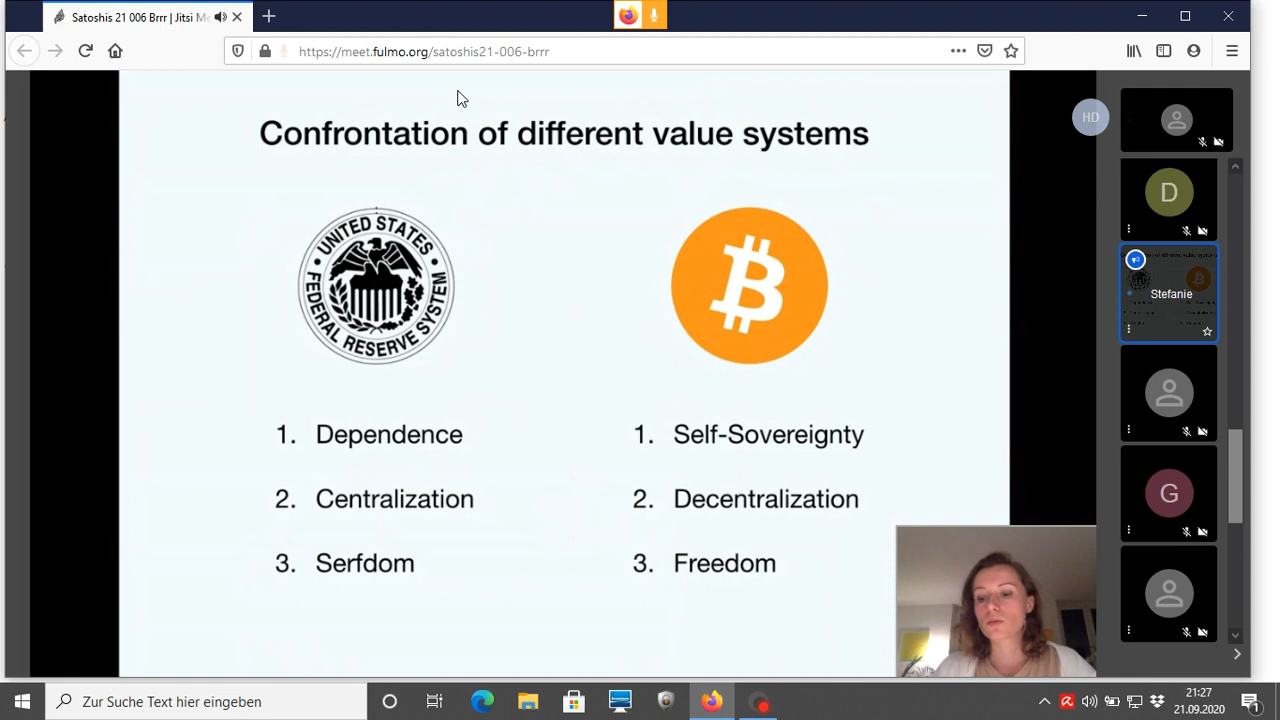 Satoshis 21 006 Brrr | Jitsi Me
https://meet.fulmo.org/satoshis21-006-brrr
Confrontation of different value systems
UNITED STATES
FEDERAL RESERVE SYSTEM
1. Dependence
2. Centralization
3. Serfdom
1. Self-Sovereignty
2. Decentralization
3. Freedom
HD
D
Stefanie
G
Zur Suche Text hier eingeben
21:27
21.09.2020
1